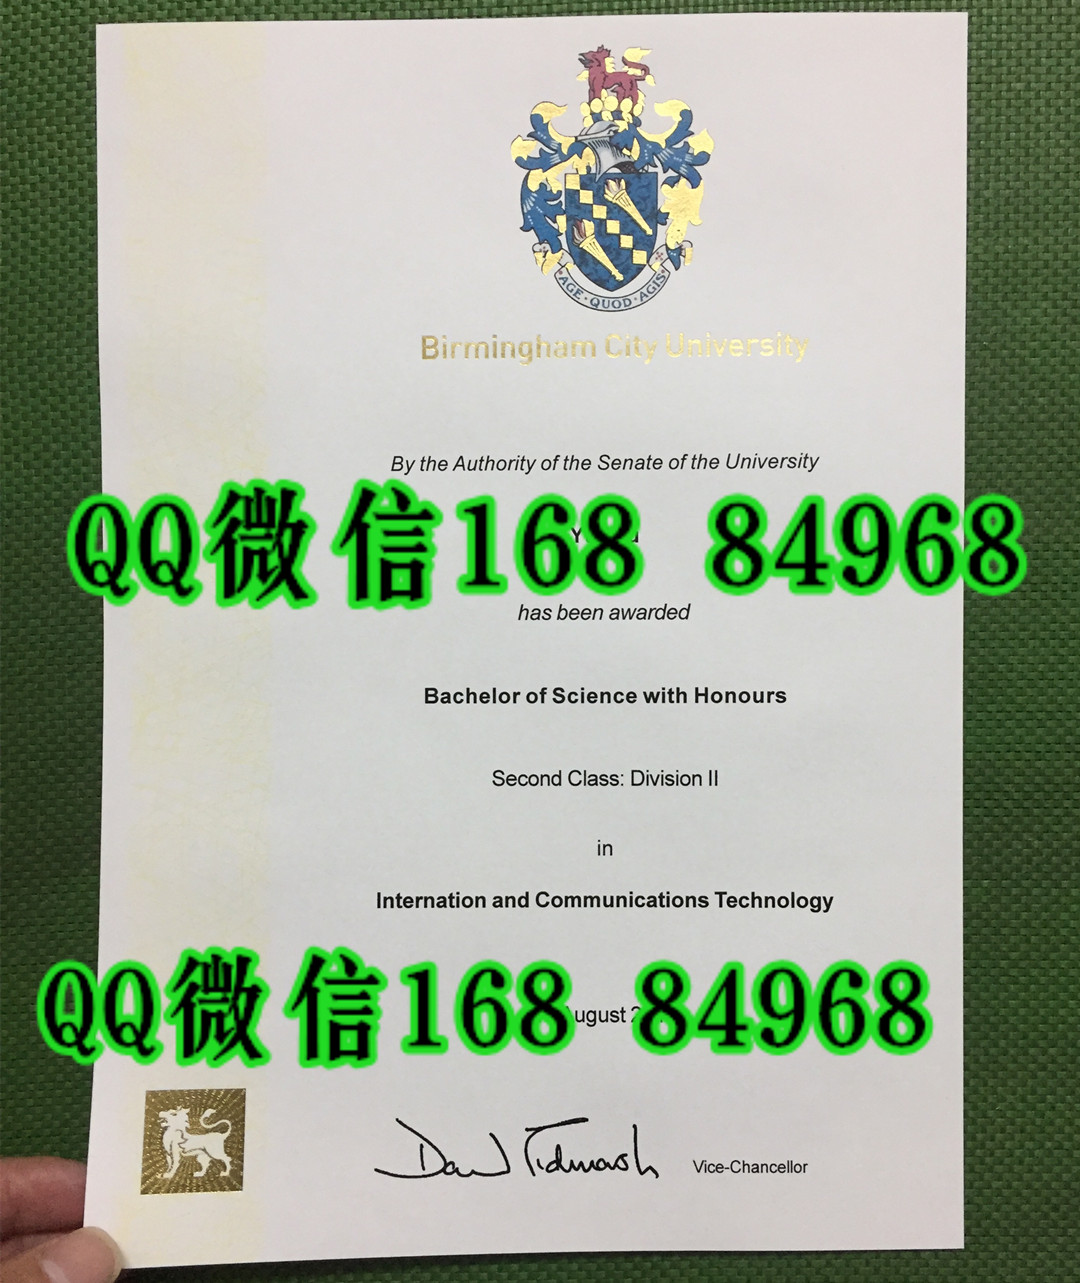 AGE · QUOD · AGIS
Birmingham City University
By the Authority of the Senate of the University
QQ微信168 84968
has been awarded
Bachelor of Science with Honours
Second Class: Division II
in
Internation and Communications Technology
QQ微信168 84968
David Tidmarsh
Vice-Chancellor